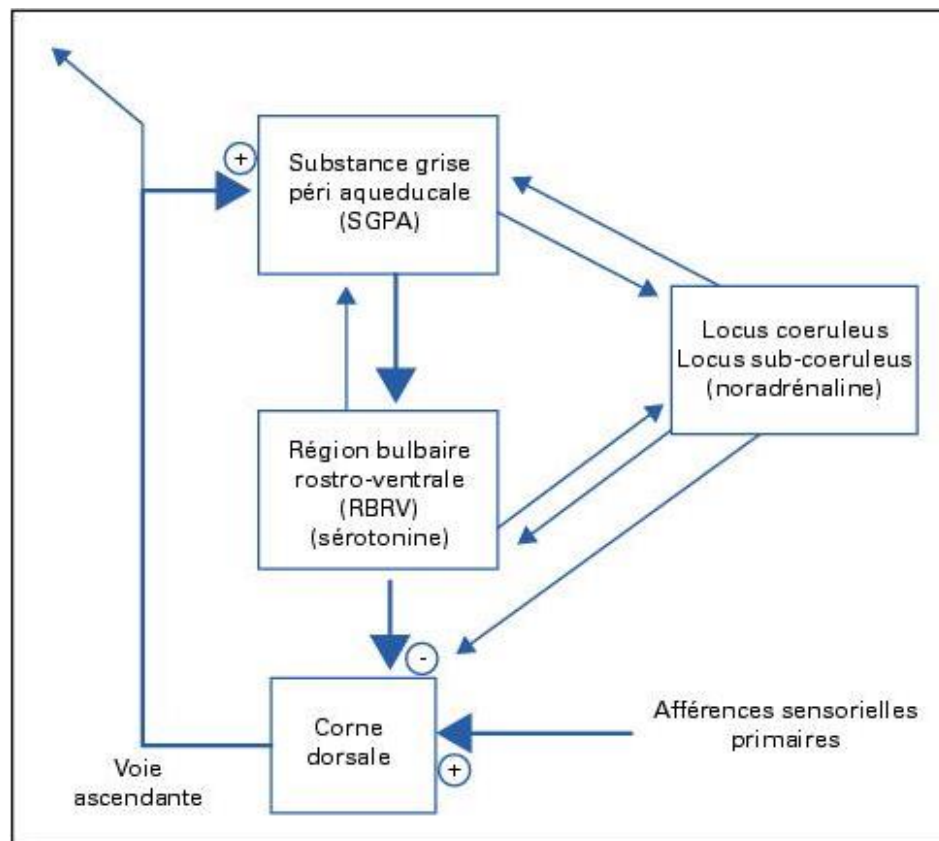 +
Substance grise
péri aqueducale
(SGPA)
Locus coeruleus
Locus sub-coeruleus
(noradrénaline)
Région bulbaire
rostro-ventrale
(RBRV)
(sérotonine)
-
Corne
dorsale
+
Afférences sensorielles
primaires
Voie
ascendante